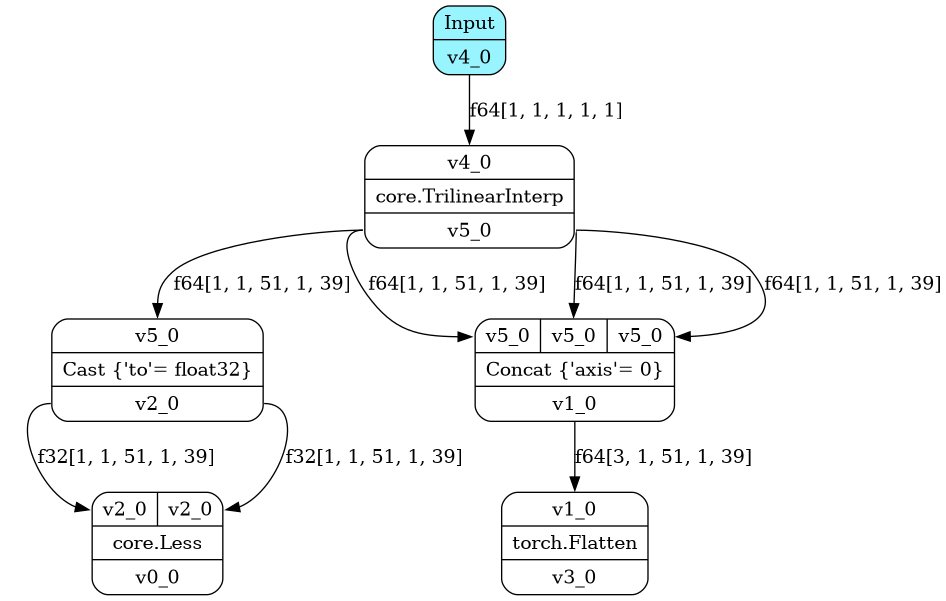 Input
v4_0
f64[1, 1, 1, 1, 1]
v4_0
core.TrilinearInterp
v5_0
f64[1, 1, 51, 1, 39]
f64[1, 1, 51, 1, 39]
f64[1, 1, 51, 1, 39]
f64[1, 1, 51, 1, 39]
v5_0
Cast {'to'= float32}
v2_0
v5_0 v5_0 v5_0
Concat {'axis'= 0}
v1_0
f32[1, 1, 51, 1, 39]
f32[1, 1, 51, 1, 39]
f64[3, 1, 51, 1, 39]
v2_0 v2_0
core.Less
v0_0
v1_0
torch.Flatten
v3_0